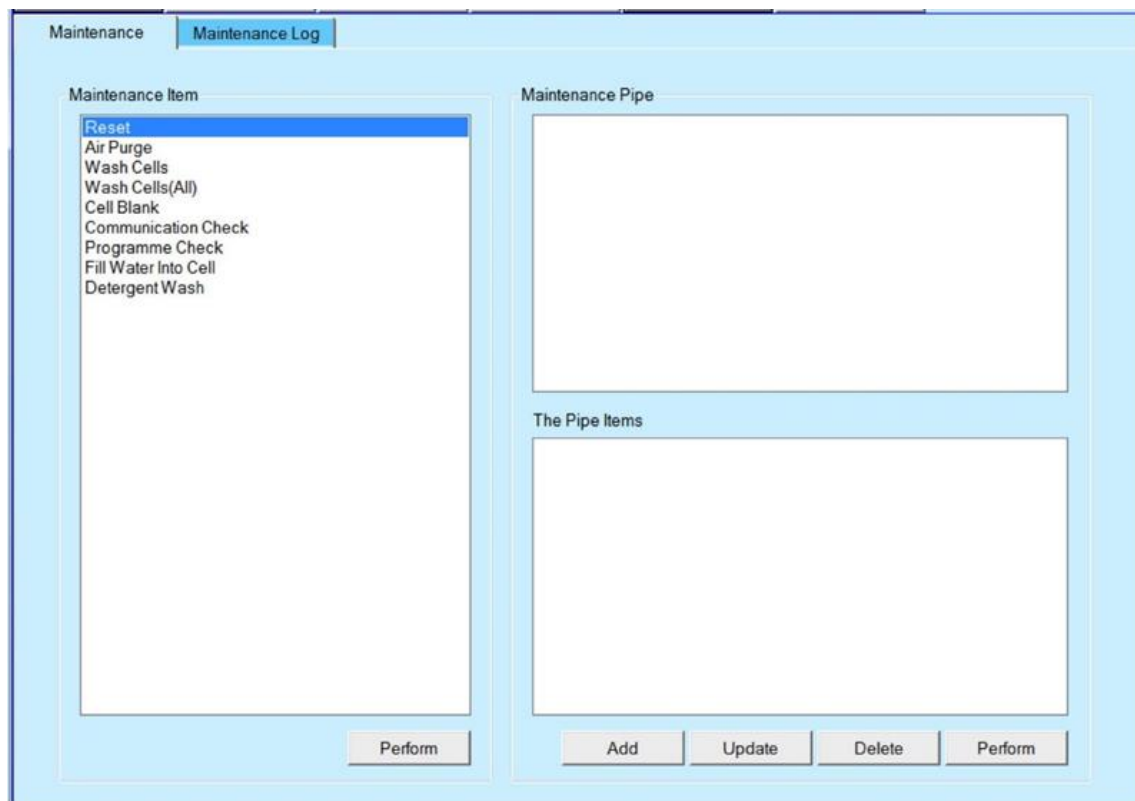 Maintenance
Maintenance Log
Maintenance Item
Reset
Air Purge
Wash Cells
Wash Cells(All)
Cell Blank
Communication Check
Programme Check
Fill Water Into Cell
Detergent Wash
Perform
Maintenance Pipe
The Pipe Items
Add
Update
Delete
Perform